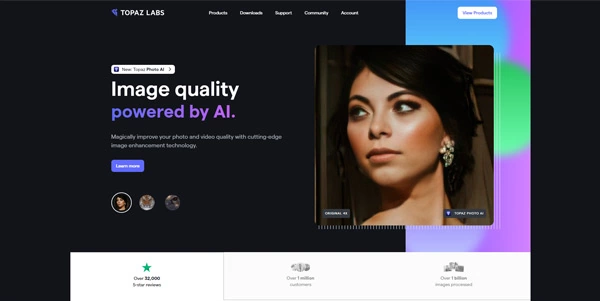 TOPAZ LABS
Products Downloads Support Community Account
View Products
New: Topaz Photo AI
Image quality
powered by AI.
Magically improve your photo and video quality with cutting-edge
image enhancement technology.
Learn more
ORIGINAL
TOPAZ PHOTO AI
Over 32,000
5-star reviews
Over 1 million
customers
Over 1 billion
images processed